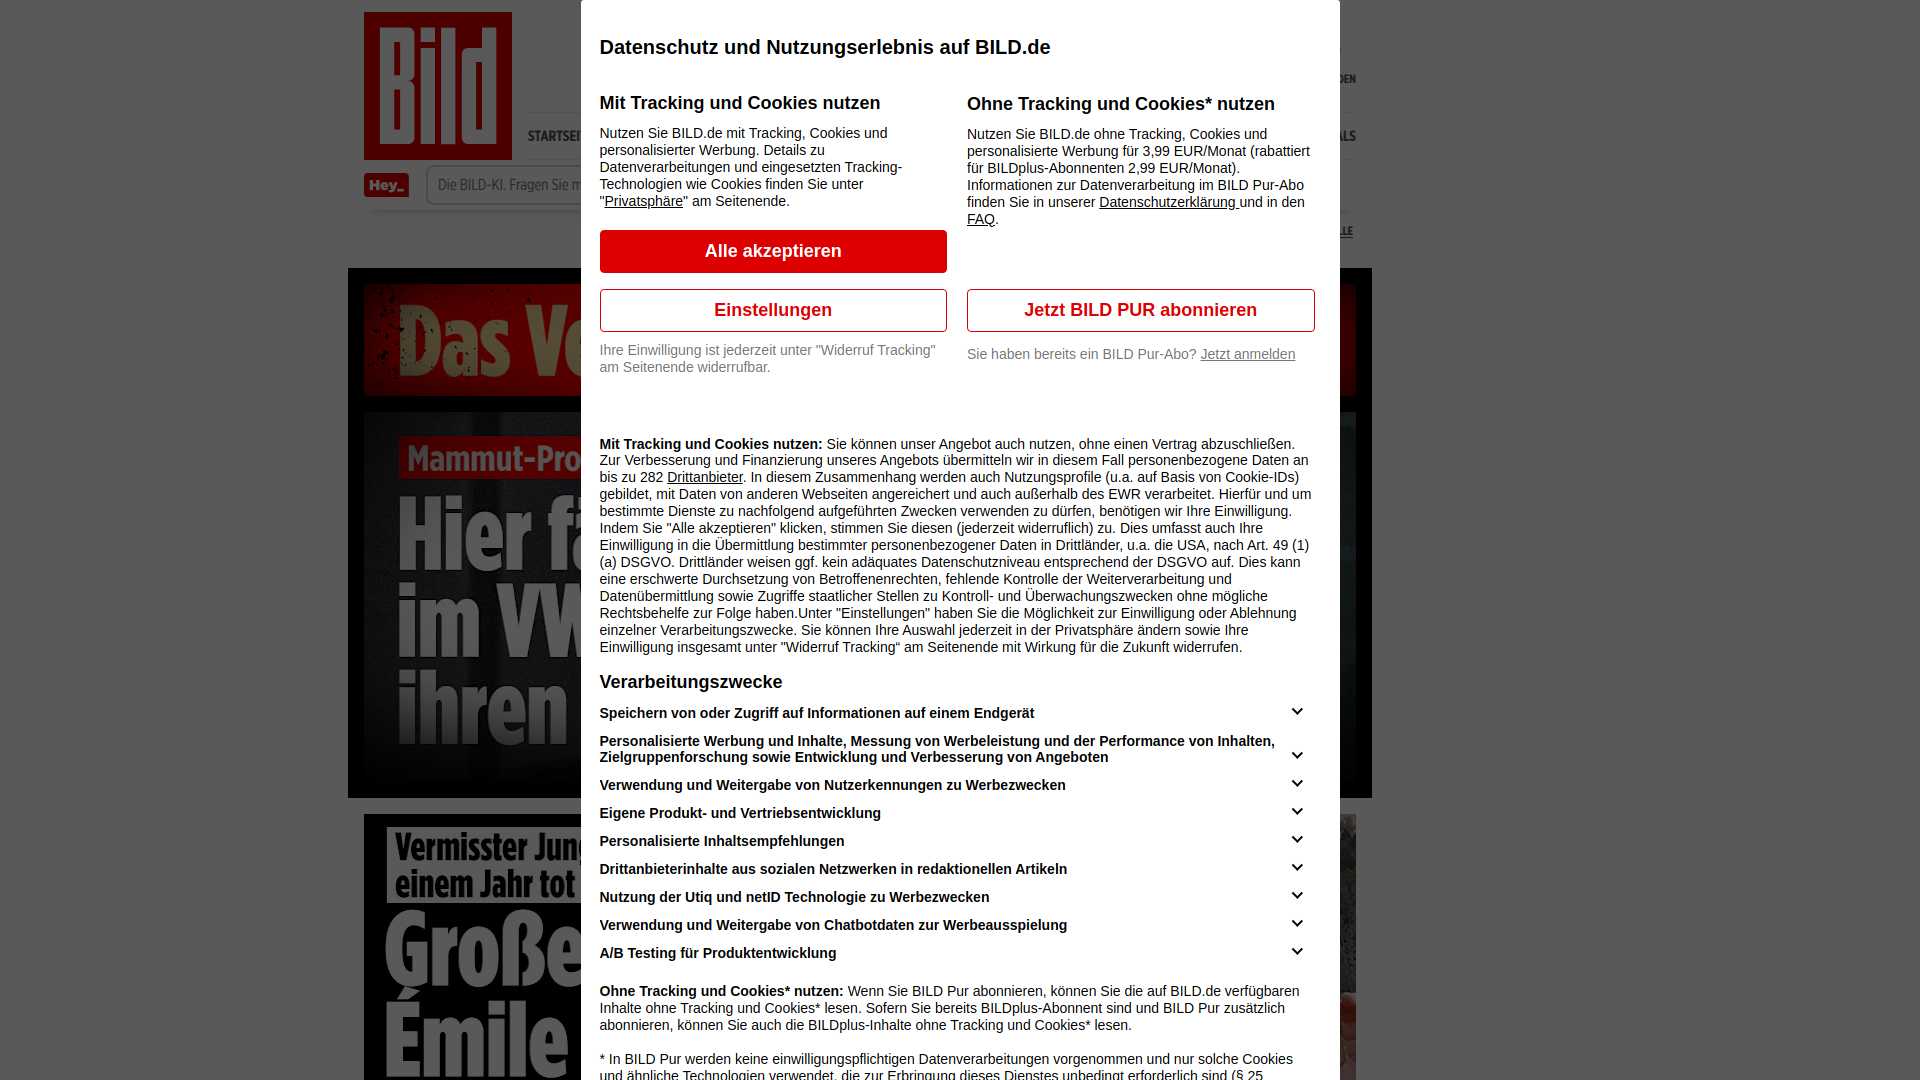 Bild
STARTSEI
ALS
DEN
Hey_
Die BILD-KI. Fragen Sie m
LLE
Das Ve
Mammut-Pro
Hier fä
im VW
ihren
Vermisster Jung
einem Jahr tot
Große
Émile
Datenschutz und Nutzungserlebnis auf BILD.de
Mit Tracking und Cookies nutzen
Nutzen Sie BILD.de mit Tracking, Cookies und
personalisierter Werbung. Details zu
Datenverarbeitungen und eingesetzten Tracking-
Technologien wie Cookies finden Sie unter
"Privatsphäre" am Seitenende.
Alle akzeptieren
Einstellungen
Ihre Einwilligung ist jederzeit unter "Widerruf Tracking"
am Seitenende widerrufbar.
Ohne Tracking und Cookies* nutzen
Nutzen Sie BILD.de ohne Tracking, Cookies und
personalisierte Werbung für 3,99 EUR/Monat (rabattiert
für BILDplus-Abonnenten 2,99 EUR/Monat).
Informationen zur Datenverarbeitung im BILD Pur-Abo
finden Sie in unserer Datenschutzerklärung und in den
FAQ.
Jetzt BILD PUR abonnieren
Sie haben bereits ein BILD Pur-Abo? Jetzt anmelden
Mit Tracking und Cookies nutzen: Sie können unser Angebot auch nutzen, ohne einen Vertrag abzuschließen.
Zur Verbesserung und Finanzierung unseres Angebots übermitteln wir in diesem Fall personenbezogene Daten an
bis zu 282 Drittanbieter. In diesem Zusammenhang werden auch Nutzungsprofile (u.a. auf Basis von Cookie-IDs)
gebildet, mit Daten von anderen Webseiten angereichert und auch außerhalb des EWR verarbeitet. Hierfür und um
bestimmte Dienste zu nachfolgend aufgeführten Zwecken verwenden zu dürfen, benötigen wir Ihre Einwilligung.
Indem Sie "Alle akzeptieren" klicken, stimmen Sie diesen (jederzeit widerruflich) zu. Dies umfasst auch Ihre
Einwilligung in die Übermittlung bestimmter personenbezogener Daten in Drittländer, u.a. die USA, nach Art. 49 (1)
(a) DSGVO. Drittländer weisen ggf. kein adäquates Datenschutzniveau entsprechend der DSGVO auf. Dies kann
eine erschwerte Durchsetzung von Betroffenenrechten, fehlende Kontrolle der Weiterverarbeitung und
Datenübermittlung sowie Zugriffe staatlicher Stellen zu Kontroll- und Überwachungszwecken ohne mögliche
Rechtsbehelfe zur Folge haben.Unter "Einstellungen" haben Sie die Möglichkeit zur Einwilligung oder Ablehnung
einzelner Verarbeitungszwecke. Sie können Ihre Auswahl jederzeit in der Privatsphäre ändern sowie Ihre
Einwilligung insgesamt unter "Widerruf Tracking“ am Seitenende mit Wirkung für die Zukunft widerrufen.
Verarbeitungszwecke
Speichern von oder Zugriff auf Informationen auf einem Endgerät
Personalisierte Werbung und Inhalte, Messung von Werbeleistung und der Performance von Inhalten,
Zielgruppenforschung sowie Entwicklung und Verbesserung von Angeboten
Verwendung und Weitergabe von Nutzerkennungen zu Werbezwecken
Eigene Produkt- und Vertriebsentwicklung
Personalisierte Inhaltsempfehlungen
Drittanbieterinhalte aus sozialen Netzwerken in redaktionellen Artikeln
Nutzung der Utiq und netID Technologie zu Werbezwecken
Verwendung und Weitergabe von Chatbotdaten zur Werbeausspielung
A/B Testing für Produktentwicklung
Ohne Tracking und Cookies* nutzen: Wenn Sie BILD Pur abonnieren, können Sie die auf BILD.de verfügbaren
Inhalte ohne Tracking und Cookies* lesen. Sofern Sie bereits BILDplus-Abonnent sind und BILD Pur zusätzlich
abonnieren, können Sie auch die BILDplus-Inhalte ohne Tracking und Cookies* lesen.
* In BILD Pur werden keine einwilligungspflichtigen Datenverarbeitungen vorgenommen und nur solche Cookies
und ähnliche Technologien verwendet, die zur Erbringung dieses Dienstes unbedingt erforderlich sind (§ 25